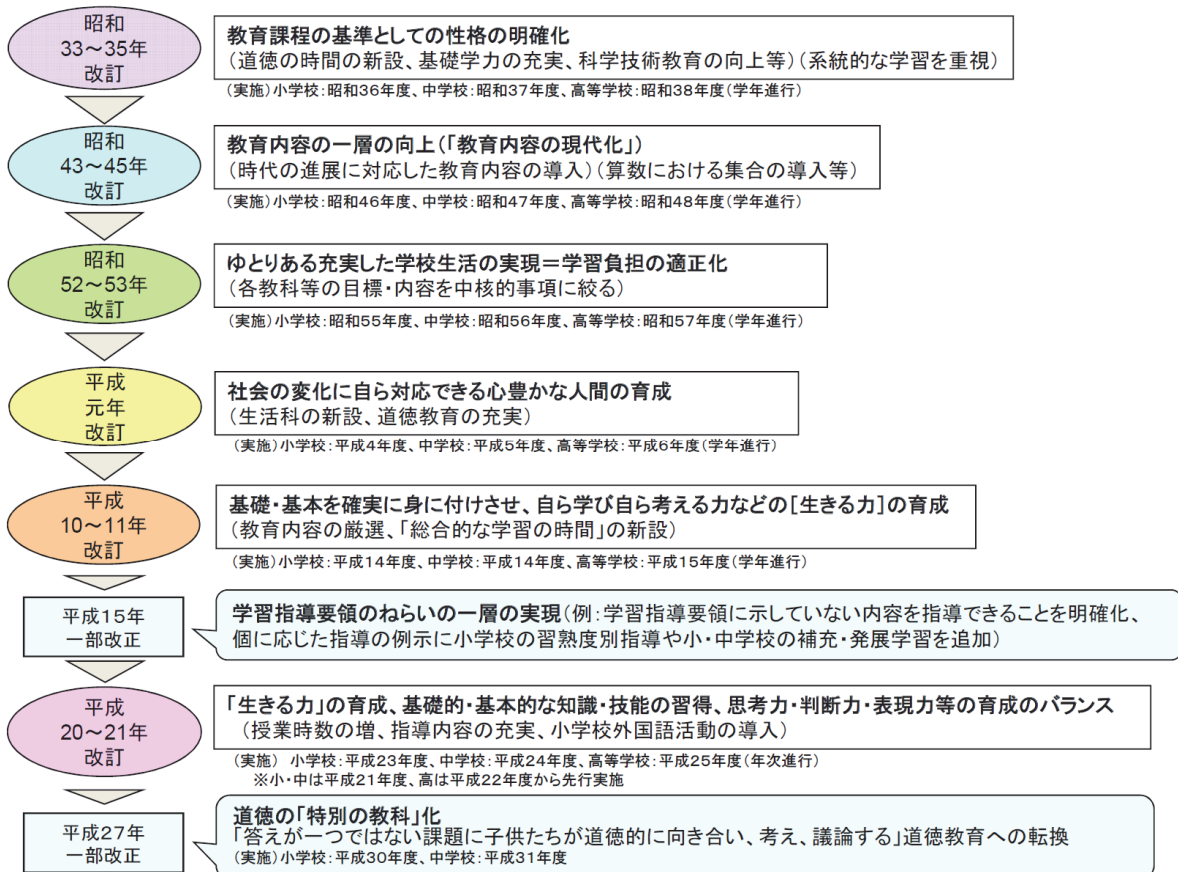 昭和
33～35年
改訂
教育課程の基準としての性格の明確化
(道徳の時間の新設、基礎学力の充実、科学技術教育の向上等)(系統的な学習を重視)
(実施)小学校:昭和36年度、中学校:昭和37年度、高等学校:昭和38年度(学年進行)
昭和
43～45年
改訂
教育内容の一層の向上(「教育内容の現代化」)
(時代の進展に対応した教育内容の導入)(算数における集合の導入等)
(実施)小学校:昭和46年度、中学校:昭和47年度、高等学校:昭和48年度(学年進行)
昭和
52～53年
改訂
ゆとりある充実した学校生活の実現＝学習負担の適正化
(各教科等の目標・内容を中核的事項に絞る)
(実施)小学校:昭和55年度、中学校:昭和56年度、高等学校:昭和57年度(学年進行)
平成
元年
改訂
社会の変化に自ら対応できる心豊かな人間の育成
(生活科の新設、道徳教育の充実)
(実施)小学校:平成4年度、中学校:平成5年度、高等学校:平成6年度(学年進行)
平成
10～11年
改訂
基礎・基本を確実に身に付けさせ、自ら学び自ら考える力などの[生きる力]の育成
(教育内容の厳選、「総合的な学習の時間」の新設)
(実施)小学校:平成14年度、中学校:平成14年度、高等学校:平成15年度(学年進行)
平成15年
一部改正
学習指導要領のねらいの一層の実現(例:学習指導要領に示していない内容を指導できることを明確化、
個に応じた指導の例示に小学校の習熟度別指導や小・中学校の補充・発展学習を追加)
平成
20～21年
改訂
「生きる力」の育成、基礎的・基本的な知識・技能の習得、思考力・判断力・表現力等の育成のバランス
(授業時数の増、指導内容の充実、小学校外国語活動の導入)
(実施) 小学校:平成23年度、中学校:平成24年度、高等学校:平成25年度(年次進行)
※小・中は平成21年度、高は平成22年度から先行実施
平成27年
一部改正
道徳の「特別の教科」化
「答えが一つではない課題に子供たちが道徳的に向き合い、考え、議論する」道徳教育への転換
(実施)小学校:平成30年度、中学校:平成31年度